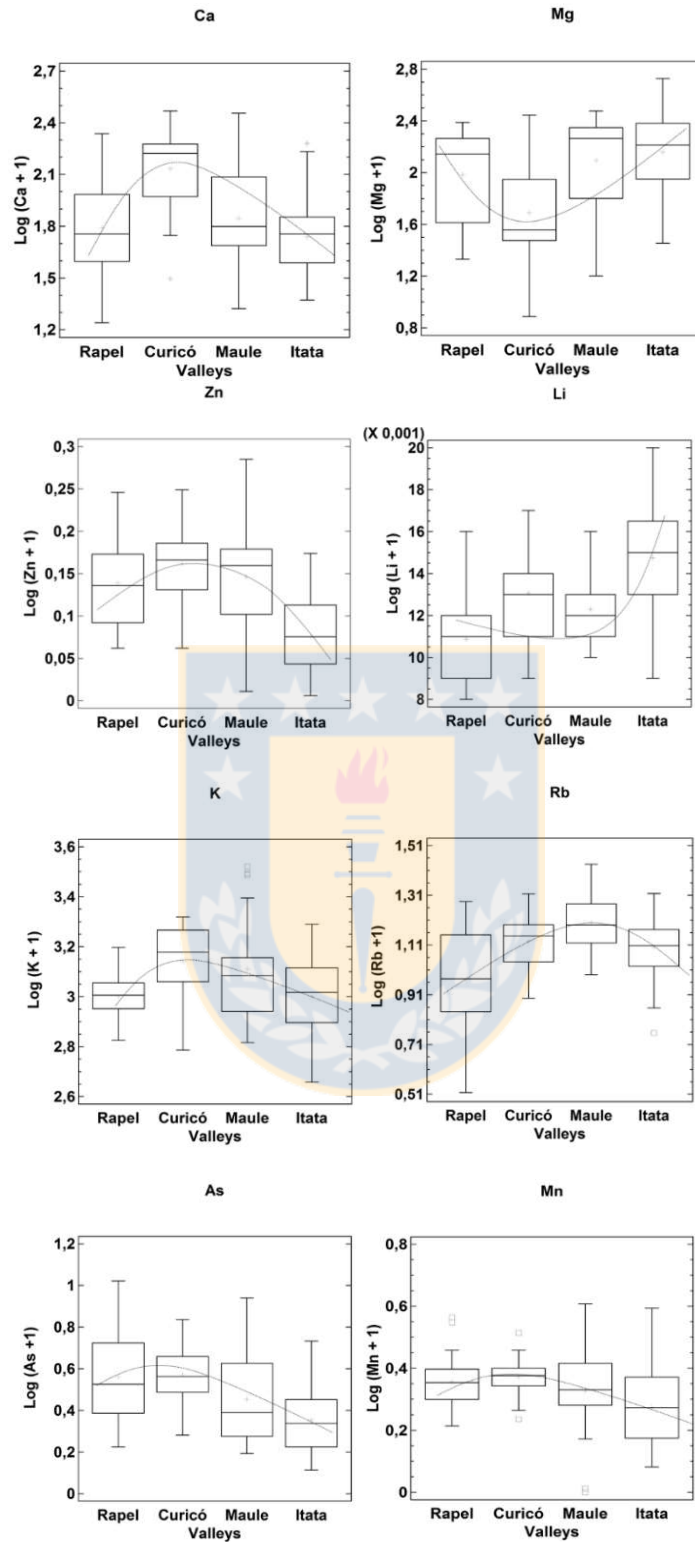 Ca
Log (Ca + 1)
2,7
2,4
2,1
1,8
1,5
1,2
Rapel Curicó Maule Itata
Valleys
Mg
Log (Mg +1)
2,8
2,4
2
1,6
1,2
0,8
Rapel Curicó Maule Itata
Valleys
Zn
Log (Zn + 1)
0,3
0,25
0,2
0,15
0,1
0,05
0
Rapel Curicó Maule Itata
Valleys
Li
(X 0,001)
Log (Li + 1)
20
18
16
14
12
10
8
Rapel Curicó Maule Itata
Valleys
K
Log (K + 1)
3,6
3,4
3,2
3
2,8
2,6
Rapel Curicó Maule Itata
Valleys
Rb
Log (Rb +1)
1,51
1,31
1,11
0,91
0,71
0,51
Rapel Curicó Maule Itata
Valleys
As
Log (As +1)
1,2
1
0,8
0,6
0,4
0,2
0
Rapel Curicó Maule Itata
Valleys
Mn
Log (Mn + 1)
0,8
0,6
0,4
0,2
0
Rapel Curicó Maule Itata
Valleys